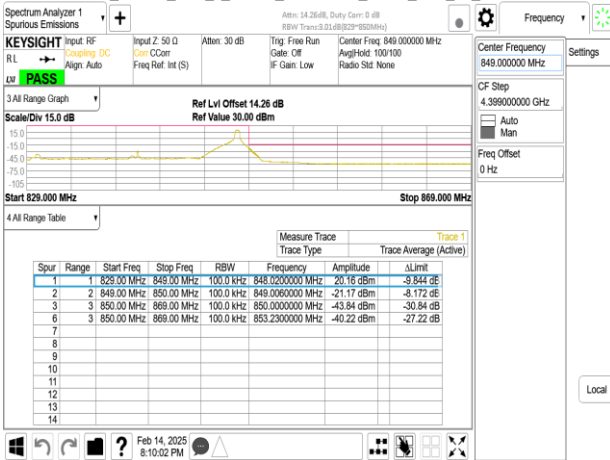 Spectrum Analyzer 1
Spurious Emissions
+
Attn: 14.26dB, Duty Corr: 0 dB
RBW Trans:3.01dB(829~850MHz)
Frequency
Settings
KEYSIGHT
RL
LXI
PASS
Input: RF
Coupling: DC
Align: Auto
Input Z: 50 Ω
Corr CCorr
Freq Ref: Int (S)
Atten: 30 dB
Trig: Free Run
Gate: Off
IF Gain: Low
Center Freq: 849.000000 MHz
Avg|Hold: 100/100
Radio Std: None
Center Frequency
849.000000 MHz
CF Step
4.399000000 GHz
Auto
Man
Freq Offset
0 Hz
Local
3 All Range Graph
Scale/Div 15.0 dB
Ref Lvl Offset 14.26 dB
Ref Value 30.00 dBm
15.0
-15.0
-45.0
-75.0
-105
Start 829.000 MHz
Stop 869.000 MHz
4 All Range Table
Measure Trace Trace 1
Trace Type Trace Average (Active)
Spur Range Start Freq Stop Freq RBW Frequency Amplitude ΔLimit
1 1 829.00 MHz 849.00 MHz 100.0 kHz 848.0200000 MHz 20.16 dBm -9.844 dB
2 2 849.00 MHz 850.00 MHz 100.0 kHz 849.0060000 MHz -21.17 dBm -8.172 dB
3 3 850.00 MHz 869.00 MHz 100.0 kHz 850.0000000 MHz -43.84 dBm -30.84 dB
6 3 850.00 MHz 869.00 MHz 100.0 kHz 853.2300000 MHz -40.22 dBm -27.22 dB
7
8
9
10
11
12
13
14
?
Feb 14, 2025
8:10:02 PM